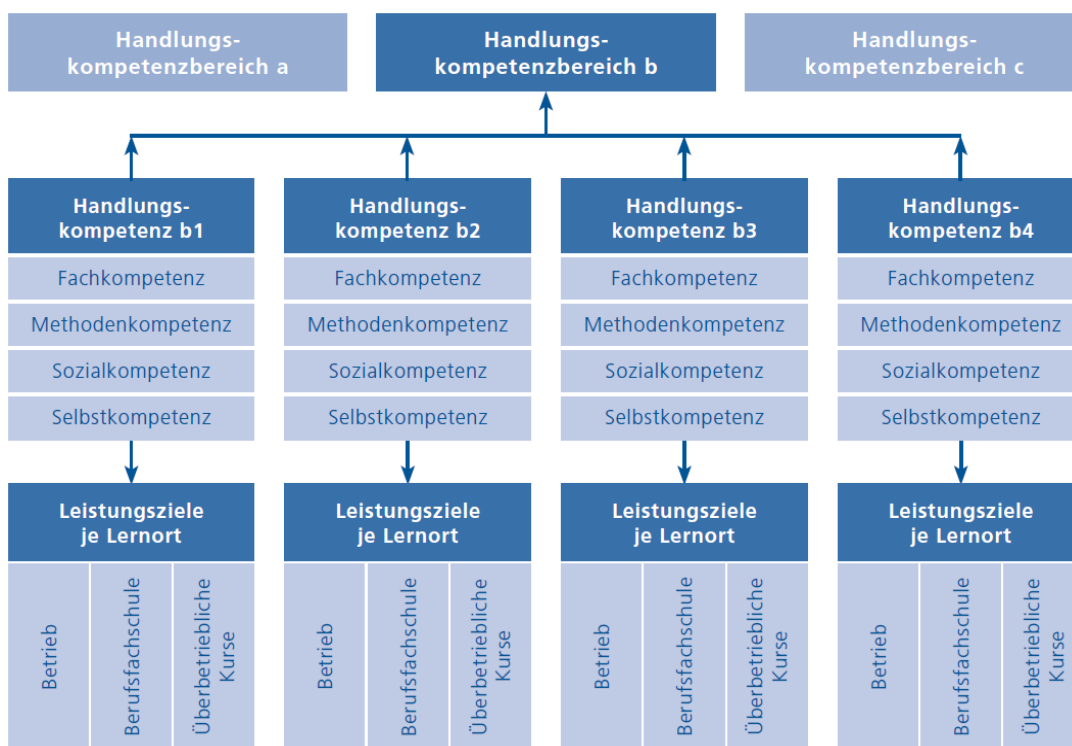 Handlungs-
kompetenzbereich a
Handlungs-
kompetenzbereich b
Handlungs-
kompetenzbereich c
Handlungs-
kompetenz b1
Handlungs-
kompetenz b2
Handlungs-
kompetenz b3
Handlungs-
kompetenz b4
Fachkompetenz
Fachkompetenz
Fachkompetenz
Fachkompetenz
Methodenkompetenz
Methodenkompetenz
Methodenkompetenz
Methodenkompetenz
Sozialkompetenz
Sozialkompetenz
Sozialkompetenz
Sozialkompetenz
Selbstkompetenz
Selbstkompetenz
Selbstkompetenz
Selbstkompetenz
Leistungsziele
je Lernort
Leistungsziele
je Lernort
Leistungsziele
je Lernort
Leistungsziele
je Lernort
Betrieb
Berufsfachschule
Überbetriebliche
Kurse
Betrieb
Berufsfachschule
Überbetriebliche
Kurse
Betrieb
Berufsfachschule
Überbetriebliche
Kurse
Betrieb
Berufsfachschule
Überbetriebliche
Kurse